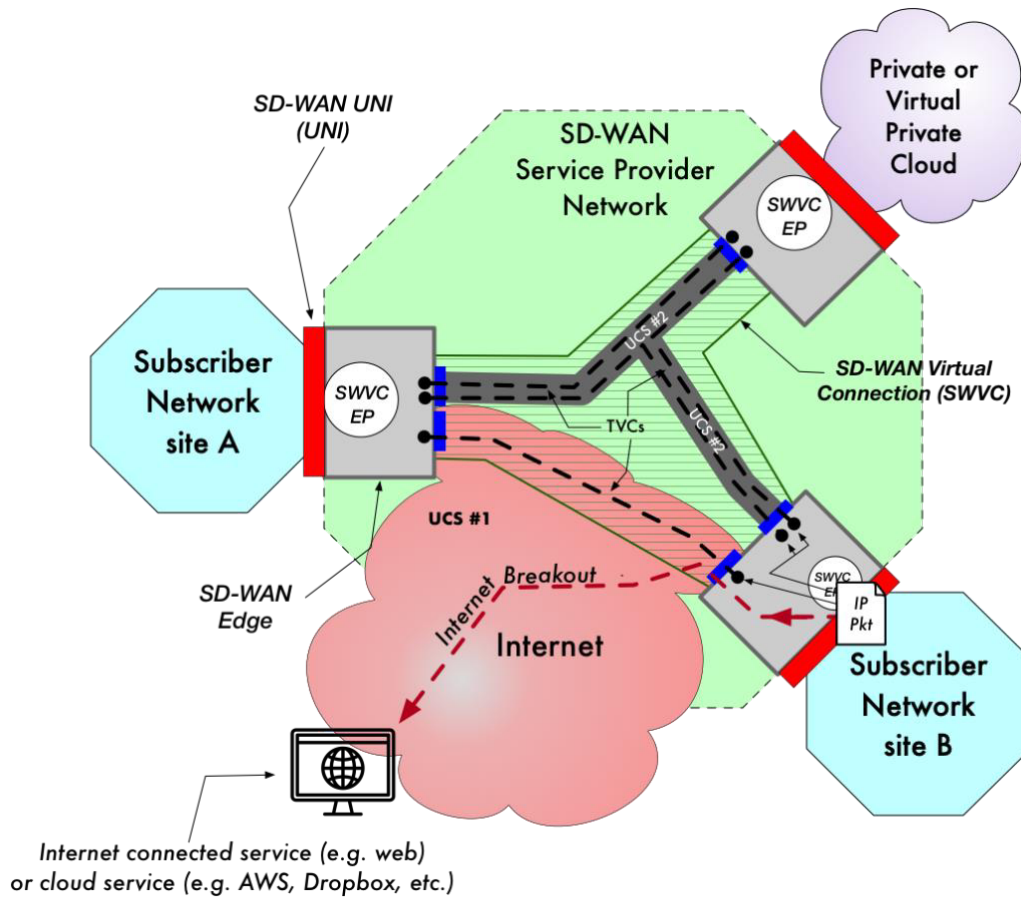 Private or
Virtual
Private
Cloud
SD-WAN UNI
(UNI)
SD-WAN
Service Provider
Network
SWVC
EP
UCS #2
SD-WAN Virtual
Connection (SWVC)
Subscriber
Network
site A
SWVC
EP
TVCs
UCS #2
UCS #1
SD-WAN
Edge
Internet
Breakout
Internet
SWVC
IP
Pkt
Subscriber
Network
site B
Internet connected service (e.g. web)
or cloud service (e.g. AWS, Dropbox, etc.)